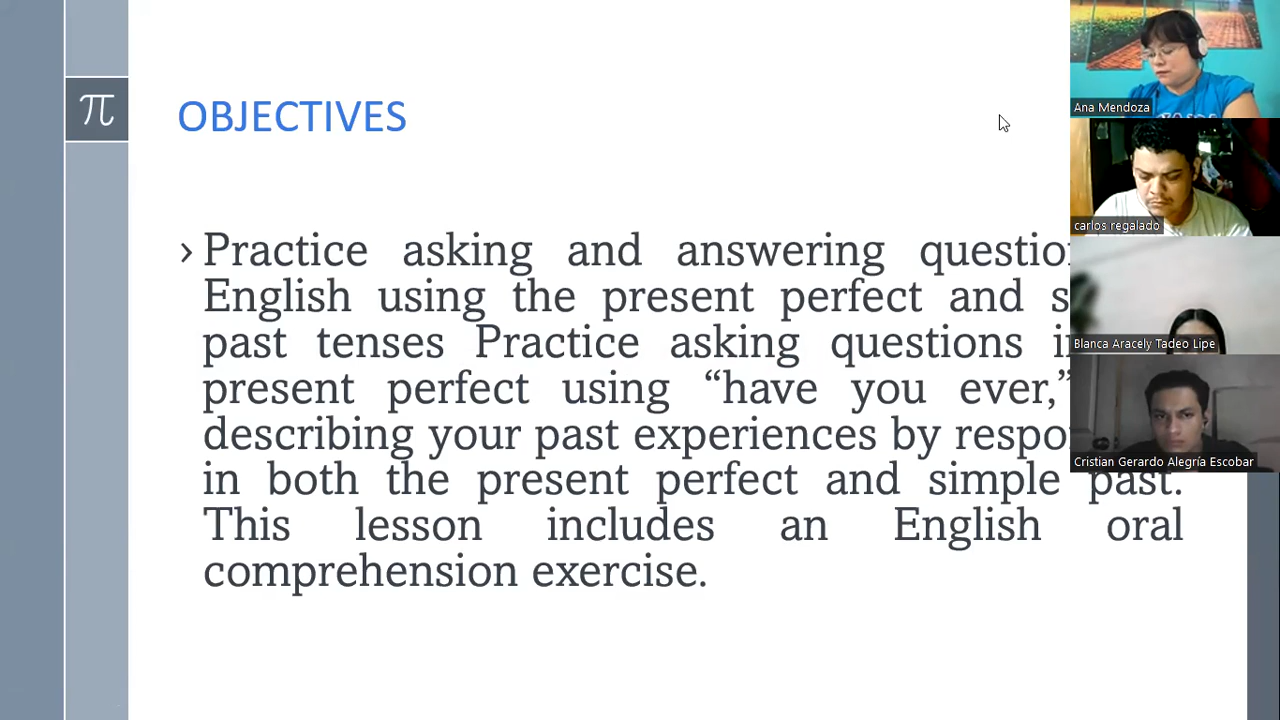 π
OBJECTIVES
› Practice asking and answering
English using the present perfect and
past tenses Practice asking questions
present perfect using “have you ever,”
describing your past experiences by
in both the present perfect and simple past.
This lesson includes an English oral
comprehension exercise.
Ana Mendoza
carlos regalado
Blanca Aracely Tadeo Lipe
Cristian Gerardo Alegría Escobar